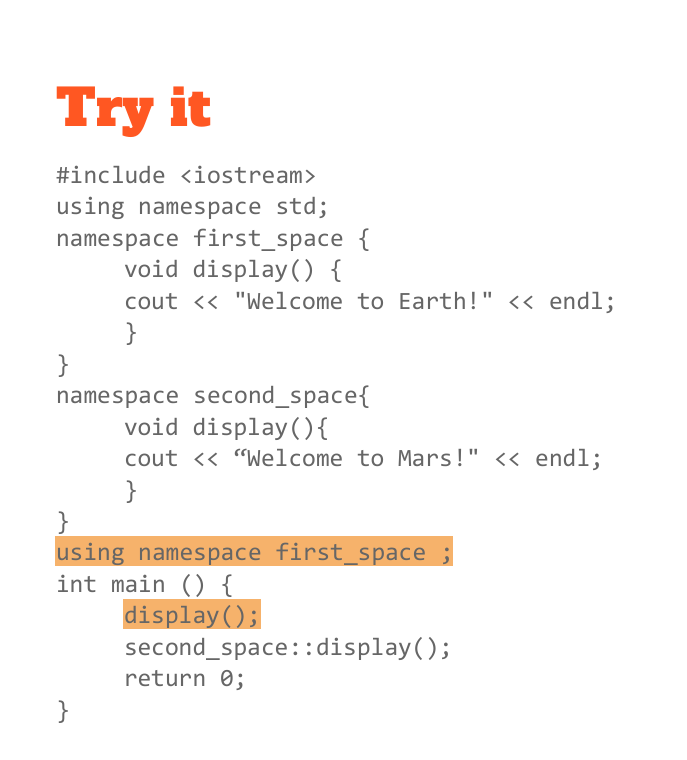 Try it
#include <iostream>
using namespace std;
namespace first_space {
void display() {
cout << "Welcome to Earth!" << endl;
}
}
namespace second_space{
void display(){
cout << “Welcome to Mars!" << endl;
}
}
using namespace first_space ;
int main () {
display();
second_space::display();
return 0;
}